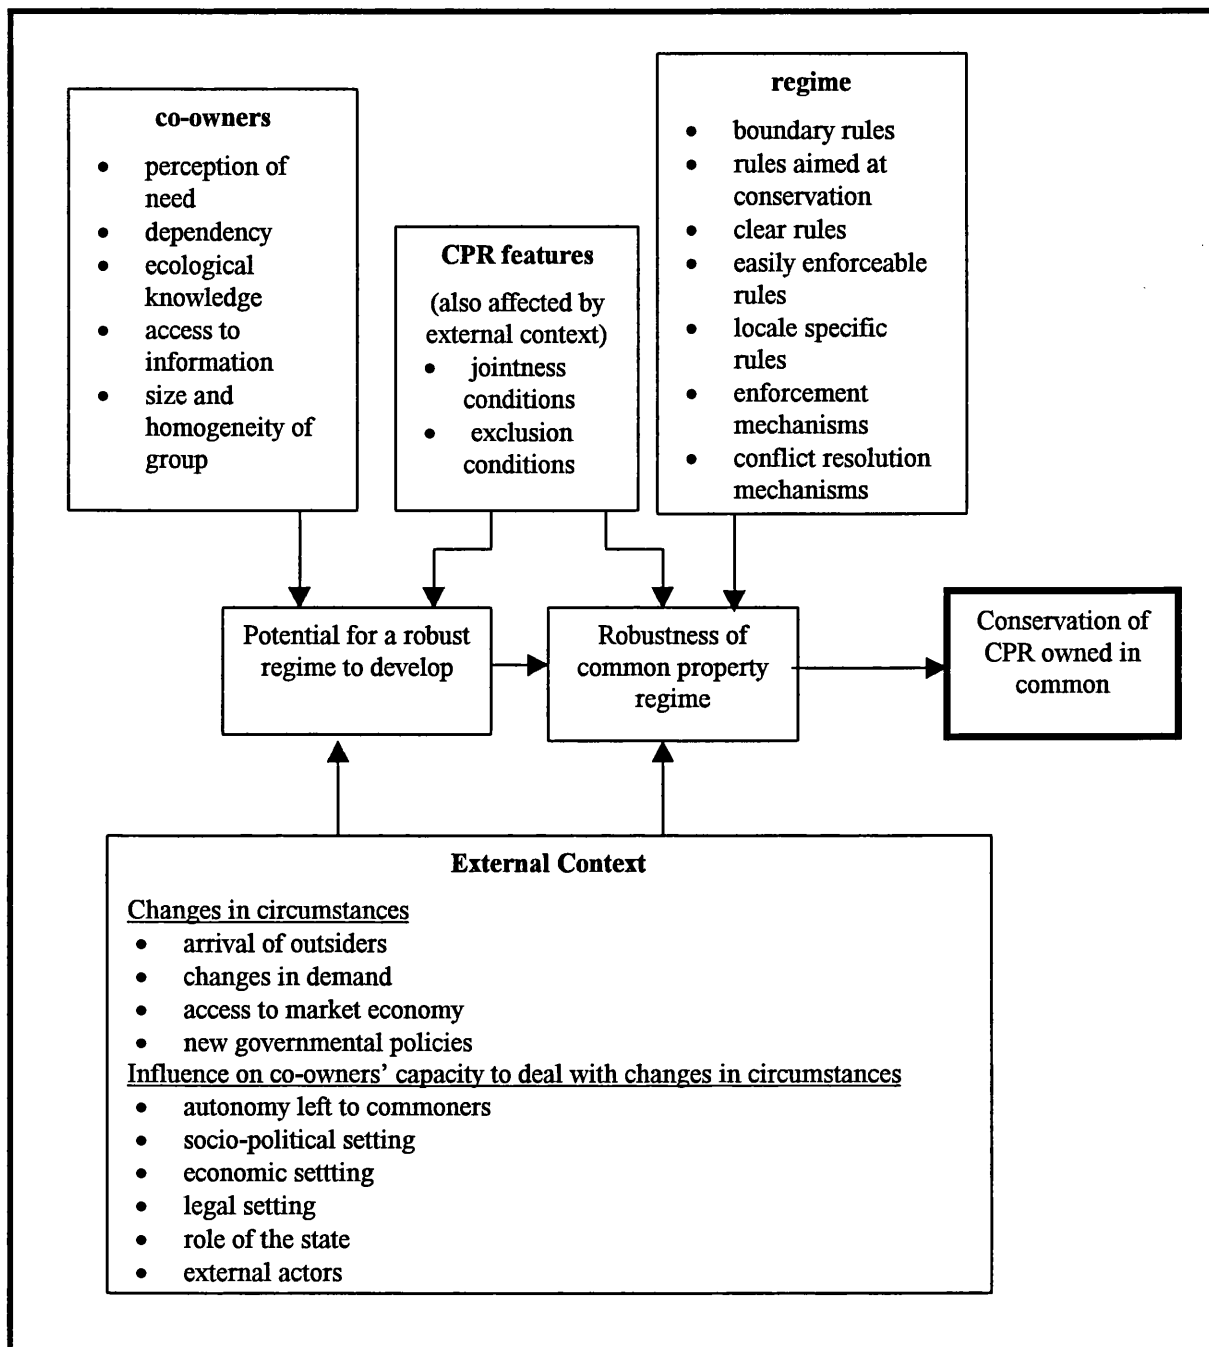 co-owners
• perception of
need
• dependency
• ecological
knowledge
• access to
information
• size and
homogeneity of
group
CPR features
(also affected by
external context)
• jointness
conditions
• exclusion
conditions
regime
• boundary rules
• rules aimed at
conservation
• clear rules
• easily enforceable
rules
• locale specific
rules
• enforcement
mechanisms
• conflict resolution
mechanisms
Potential for a robust
regime to develop
Robustness of
common property
regime
Conservation of
CPR owned in
common
External Context
Changes in circumstances
• arrival of outsiders
• changes in demand
• access to market economy
• new governmental policies
Influence on co-owners' capacity to deal with changes in circumstances
• autonomy left to commoners
• socio-political setting
• economic settting
• legal setting
• role of the state
• external actors